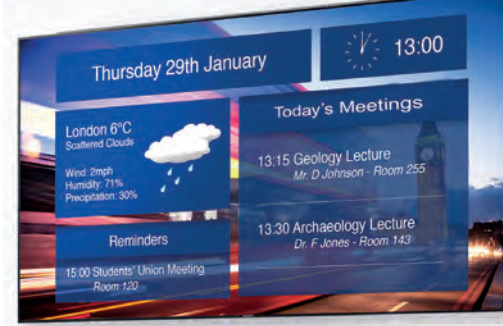 Thursday 29th January
13:00
London 6°C
Scattered Clouds
Wind: 2mph
Humidity: 71%
Precipitation: 30%
Reminders
15:00 Students' Union Meeting
Room 120
Today's Meetings
13:15 Geology Lecture
Mr. D Johnson - Room 255
13:30 Archaeology Lecture
Dr. F Jones - Room 143